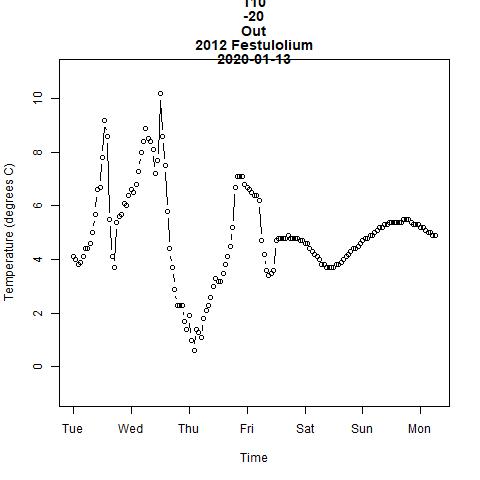 110
-20
Out
2012 Festulolium
2020-01-13
Temperature (degrees C)
10
8
6
4
2
0
Tue Wed Thu Fri Sat Sun Mon
Time